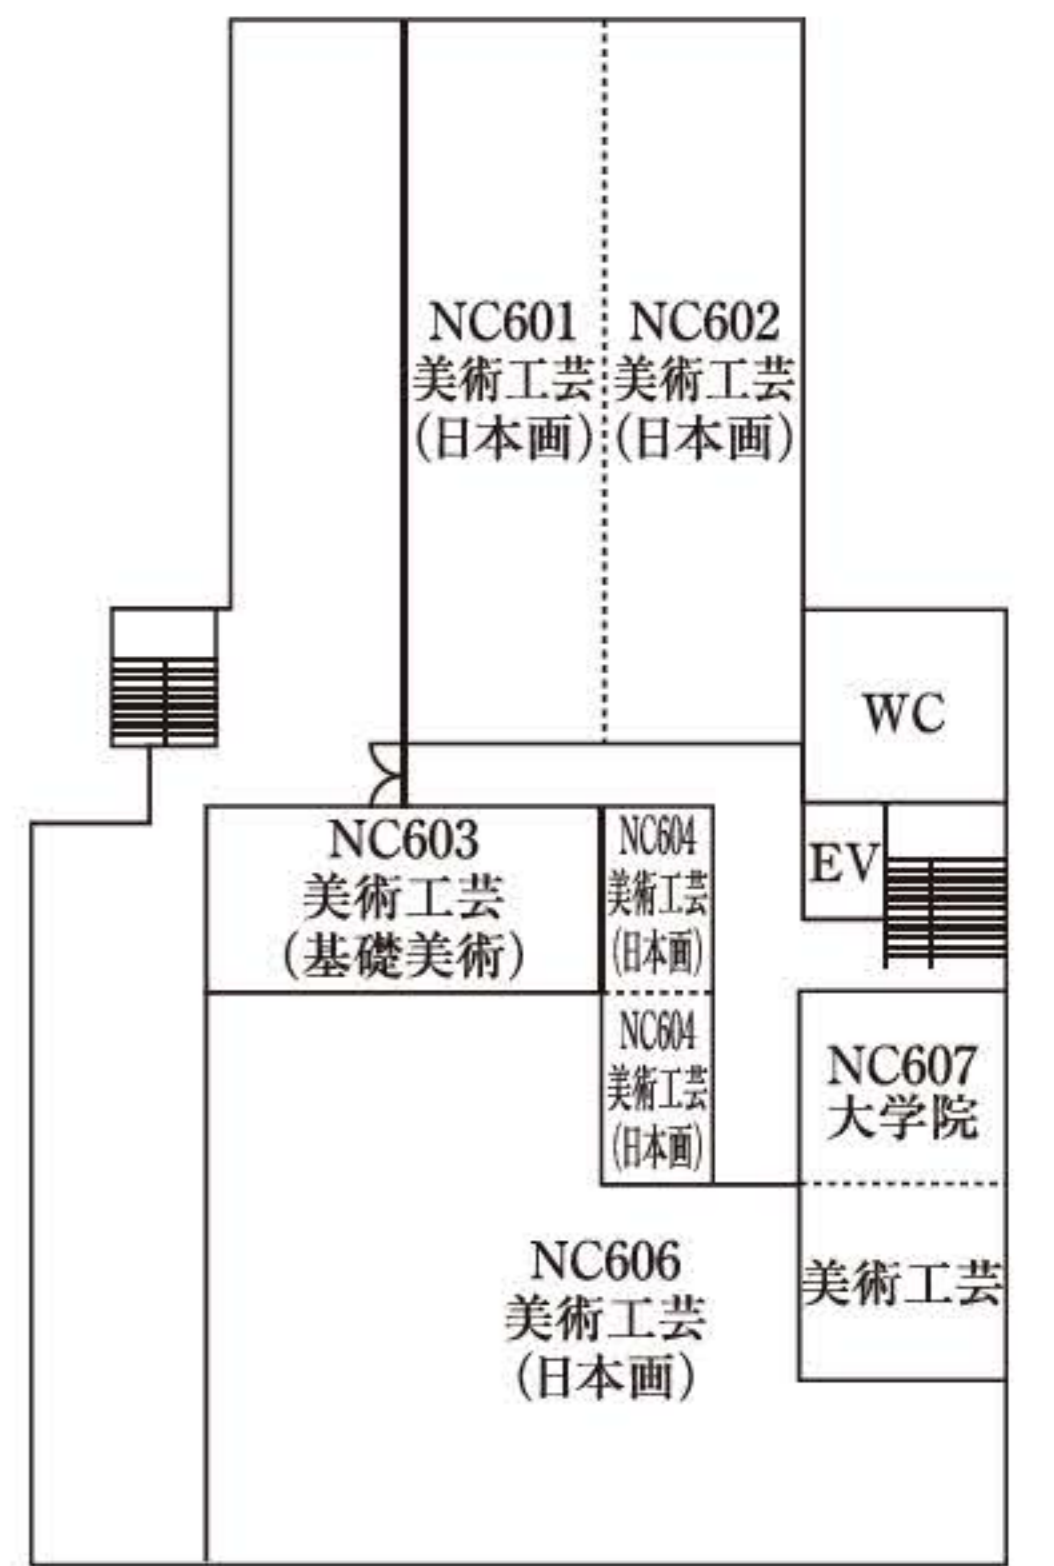 NC601
美術工芸
(日本画)
NC602
美術工芸
(日本画)
WC
EV
NC603
美術工芸
(基礎美術)
NC604
美術工芸
(日本画)
NC604
美術工芸
(日本画)
NC607
大学院
美術工芸
NC606
美術工芸
(日本画)